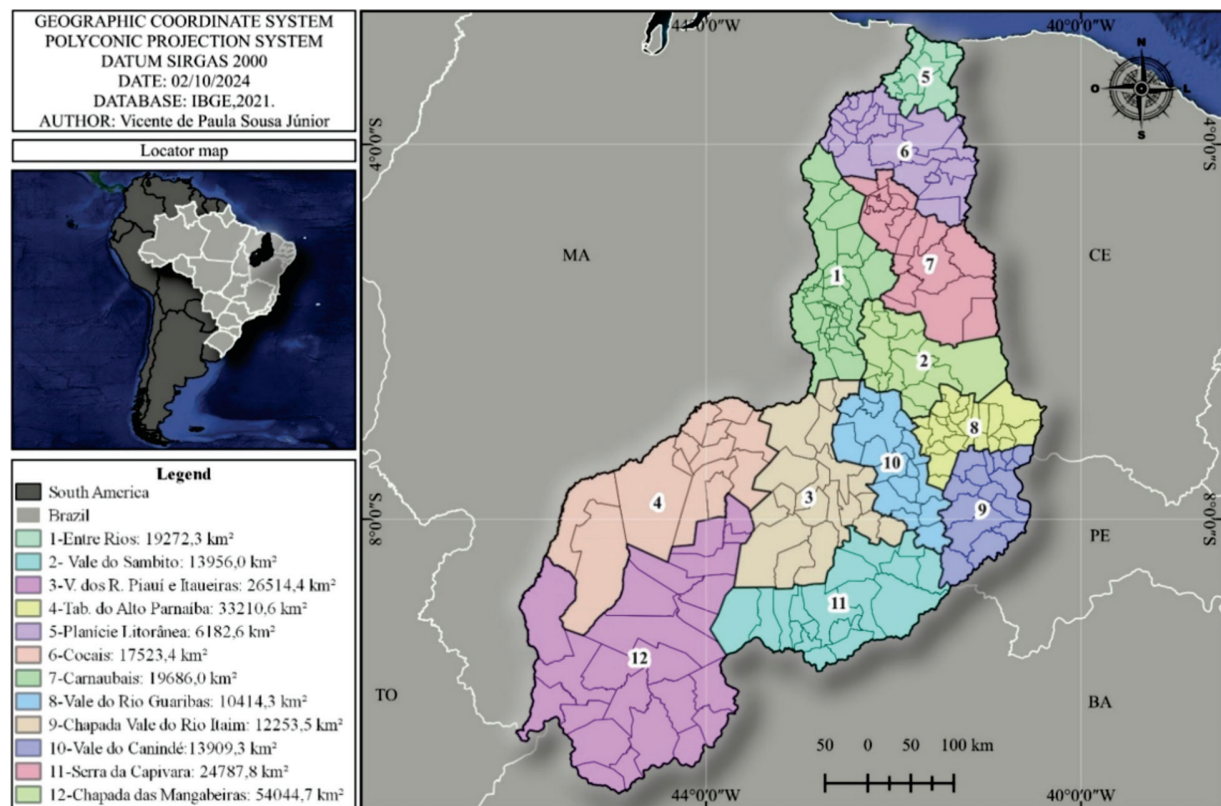 GEOGRAPHIC COORDINATE SYSTEM
POLYCONIC PROJECTION SYSTEM
DATUM SIRGAS 2000
DATE: 02/10/2024
DATABASE: IBGE,2021.
AUTHOR: Vicente de Paula Sousa Júnior
Locator map
Legend
South America
Brazil
1-Entre Rios: 19272,3 km²
2- Vale do Sambito: 13956,0 km²
3-V. dos R. Piauí e Itaueiras: 26514,4 km²
4-Tab. do Alto Parnaíba: 33210,6 km²
5-Planície Litorânea: 6182,6 km²
6-Cocais: 17523,4 km²
7-Carnaubais: 19686,0 km²
8-Vale do Rio Guaribas: 10414,3 km²
9-Chapada Vale do Rio Itaim: 12253,5 km²
10-Vale do Canindé:13909,3 km²
11-Serra da Capivara: 24787,8 km²
12-Chapada das Mangabeiras: 54044,7 km²
44°0'0"W
40°0'0"W
N
O
L
S
5
4°0'0"S
4°0'0"S
6
MA
CE
7
1
2
8
10
3
4
9
8°0'0"S
8°0'0"S
PE
11
12
TO
BA
50 0 50 100 km
44°0'0"W
40°0'0"W